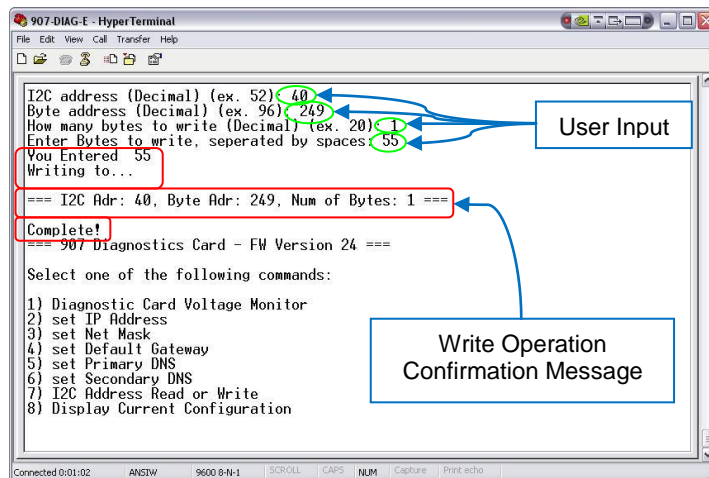 907-DIAG-E - HyperTerminal
File Edit View Call Transfer Help
I2C address (Decimal) (ex. 52): 40
Byte address (Decimal) (ex. 96): 249
How many bytes to write (Decimal) (ex. 20): 1
Enter Bytes to write, seperated by spaces: 55
You Entered 55
Writing to...
=== I2C Adr: 40, Byte Adr: 249, Num of Bytes: 1 ===
Complete!
=== 907 Diagnostics Card - FW Version 24 ===
Select one of the following commands:
1) Diagnostic Card Voltage Monitor
2) set IP Address
3) set Net Mask
4) set Default Gateway
5) set Primary DNS
6) set Secondary DNS
7) I2C Address Read or Write
8) Display Current Configuration
User Input
Write Operation
Confirmation Message
Connected 0:01:02 ANSIW 9600 8-N-1 SCROLL CAPS NUM Capture Print echo